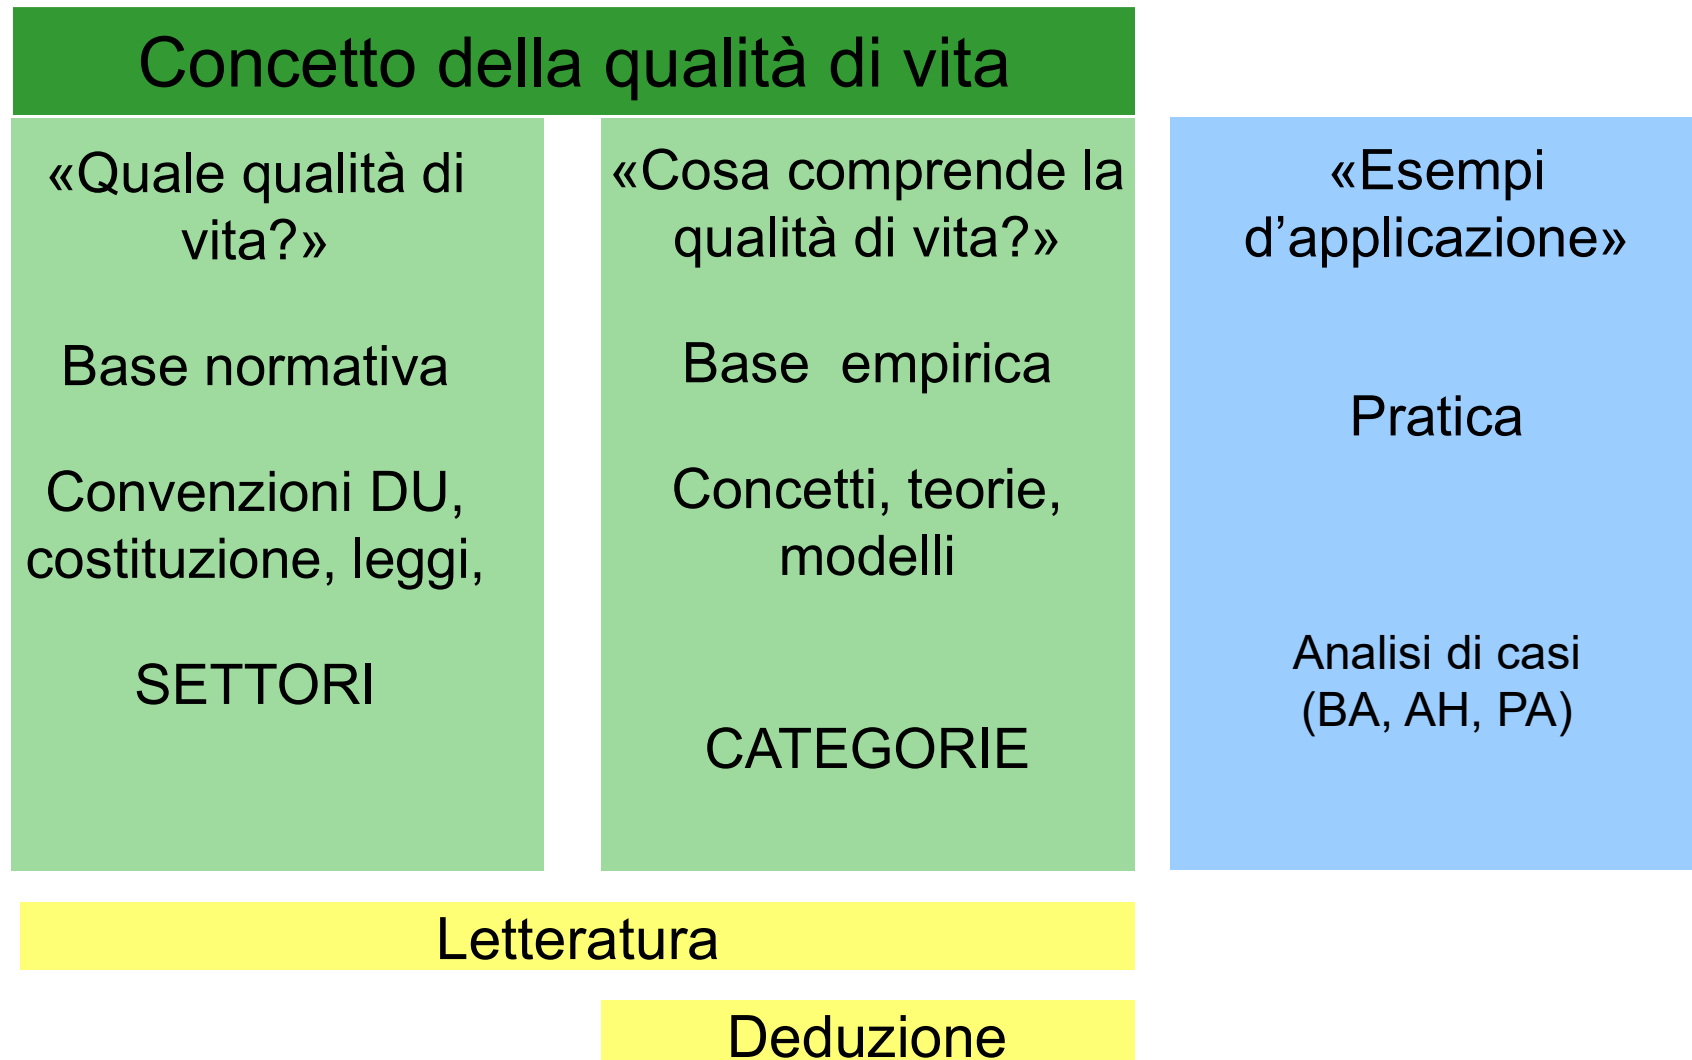 Concetto della qualità di vita
«Quale qualità di
vita?»
Base normativa
Convenzioni DU,
costituzione, leggi,
SETTORI
«Cosa comprende la
qualità di vita?»
Base  empirica
Concetti, teorie,
modelli
CATEGORIE
«Esempi
d’applicazione»
Pratica
Analisi di casi
(BA, AH, PA)
Letteratura
Deduzione